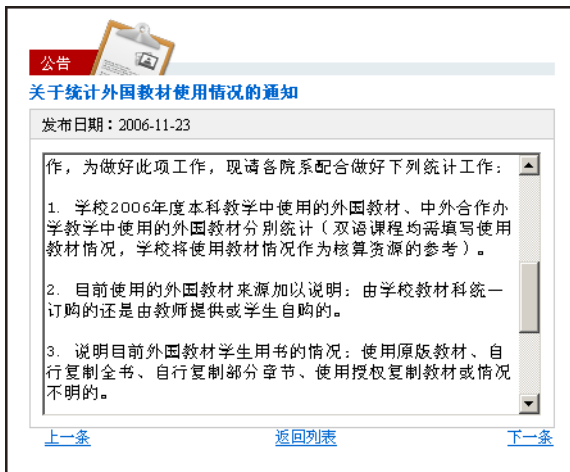 公告
关于统计外国教材使用情况的通知
发布日期：2006-11-23
作，为做好此项工作，现请各院系配合做好下列统计工作：
1. 学校2006年度本科教学中使用的外国教材、中外合作办
学教学中使用的外国教材分别统计（双语课程均需填写使用
教材情况，学校将使用教材情况作为核算资源的参考）。
2. 目前使用的外国教材来源加以说明：由学校教材科统一
订购的还是由教师提供或学生自购的。
3. 说明目前外国教材学生用书的情况：使用原版教材、自
行复制全书、自行复制部分章节、使用授权复制教材或情况
不明的。
上一条 返回列表 下一条